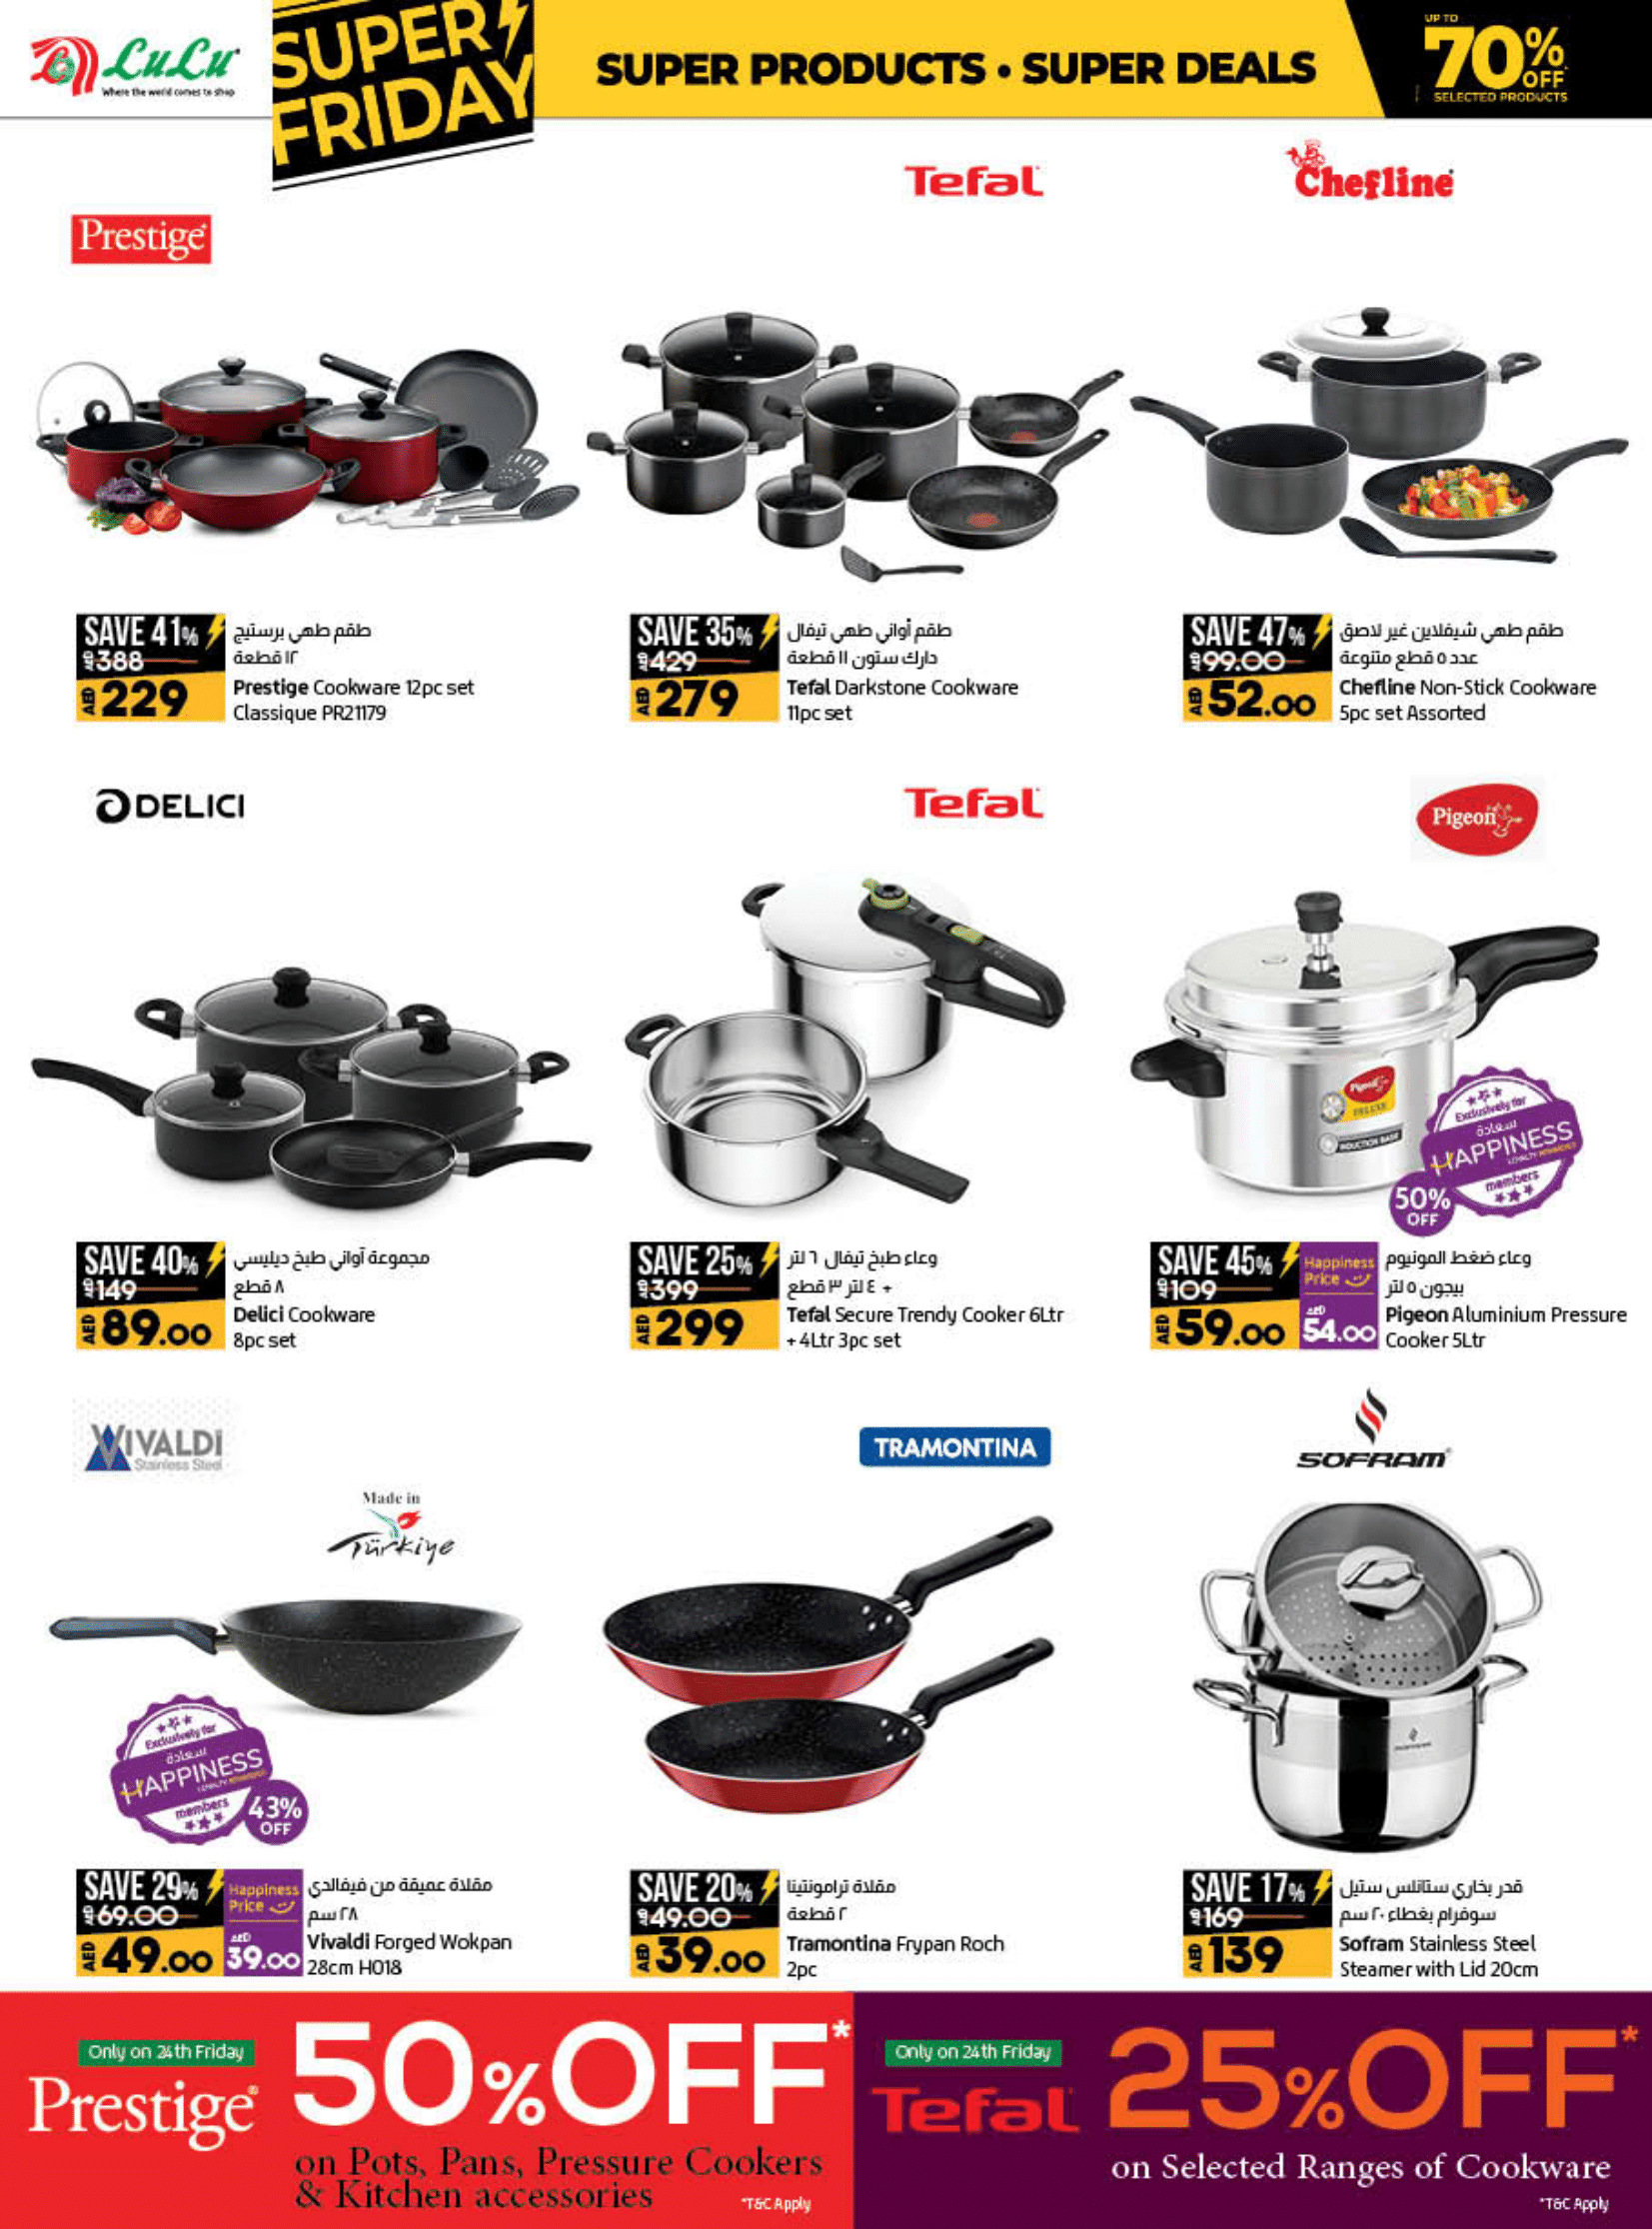 LuLu
Where the world comes to shop
SUPER
FRIDAY
SUPER PRODUCTS • SUPER DEALS
UP TO
70% OFF
SELECTED PRODUCTS
Prestige
Tefal
Chefline
SAVE 41%
AED 388
AED 229
طقم طهي برستيج
١٢ قطعة
Prestige Cookware 12pc set
Classique PR21179
SAVE 35%
AED 429
AED 279
طقم أواني طهي تيفال
دارك ستون ١١ قطعة
Tefal Darkstone Cookware
11pc set
SAVE 47%
AED 99.00
AED 52.00
طقم طهي شيفلاين غير لاصق
عدد ٥ قطع متنوعة
Chefline Non-Stick Cookware
5pc set Assorted
DELICI
Tefal
Pigeon
Pigeon
DELUXE
INDUCTION BASE
Exclusively for
سعادة
HAPPINESS
members
50%
OFF
SAVE 40%
AED 149
AED 89.00
مجموعة أواني طبخ ديليسي
٨ قطع
Delici Cookware
8pc set
SAVE 25%
AED 399
AED 299
وعاء طبخ تيفال ٦ لتر
+ ٤ لتر ٣ قطع
Tefal Secure Trendy Cooker 6Ltr
+4Ltr 3pc set
SAVE 45%
AED 109
AED 59.00
Happiness
Price
AED
54.00
وعاء ضغط المونيوم
بيجون ٥ لتر
Pigeon Aluminium Pressure
Cooker 5Ltr
VIVALDI
Stainless Steel
Made in
Türkiye
TRAMONTINA
SOFRAM
Exclusively for
سعادة
HAPPINESS
members
43%
OFF
SAVE 29%
AED 69.00
AED 49.00
Happiness
Price
AED
39.00
مقلاة عميقة من فيفالدي
٢٨ سم
Vivaldi Forged Wokpan
28cm H018
SAVE 20%
AED 49.00
AED 39.00
مقلاة ترامونتينا
٢ قطعة
Tramontina Frypan Roch
2pc
SAVE 17%
AED 169
AED 139
قدر بخاري ستانلس ستيل
سوفرام بغطاء ٢٠ سم
Sofram Stainless Steel
Steamer with Lid 20cm
Only on 24th Friday
Prestige
50%OFF*
on Pots, Pans, Pressure Cookers
& Kitchen accessories
*T&C Apply
Only on 24th Friday
Tefal
25%OFF*
on Selected Ranges of Cookware
*T&C Apply